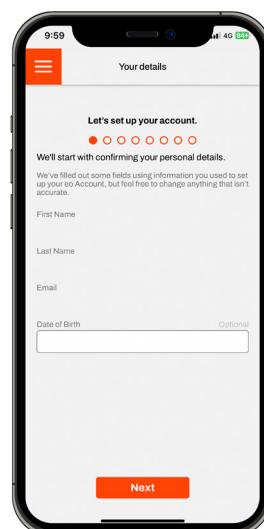 9:59
4G 84+
Your details
Let's set up your account.
We'll start with confirming your personal details.
We've filled out some fields using information you used to set
up your eo Account, but feel free to change anything that isn't
accurate.
First Name
Last Name
Email
Date of Birth Optional
Next